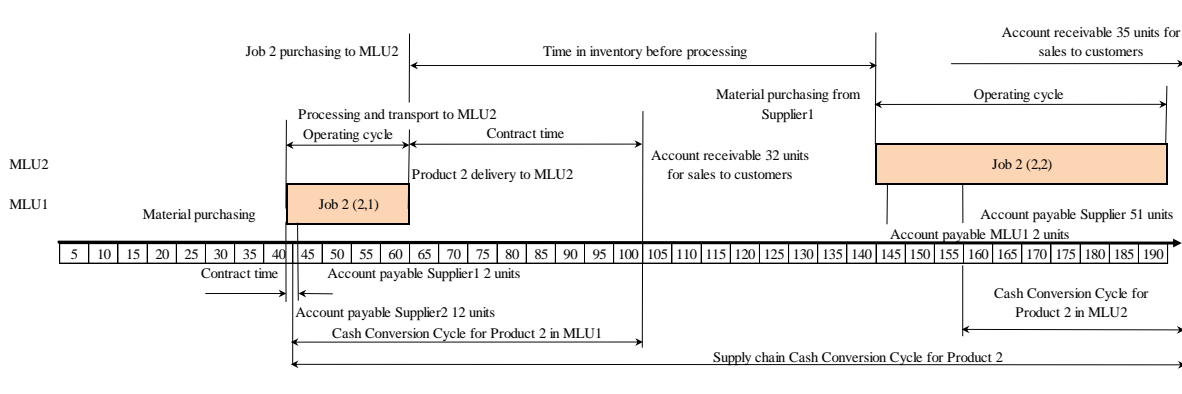 Account receivable 35 units for
sales to customers
Job 2 purchasing to MLU2
Time in inventory before processing
Material purchasing from
Supplier1
Operating cycle
Processing and transport to MLU2
Operating cycle
Contract time
Account receivable 32 units
for sales to customers
MLU2
Job 2 (2,2)
Product 2 delivery to MLU2
MLU1
Job 2 (2,1)
Material purchasing
Account payable Supplier 51 units
Account payable MLU1 2 units
5 10 15 20 25 30 35 40 45 50 55 60 65 70 75 80 85 90 95 100 105 110 115 120 125 130 135 140 145 150 155 160 165 170 175 180 185 190
Contract time
Account payable Supplier1 2 units
Account payable Supplier2 12 units
Cash Conversion Cycle for
Product 2 in MLU2
Cash Conversion Cycle for Product 2 in MLU1
Supply chain Cash Conversion Cycle for Product 2